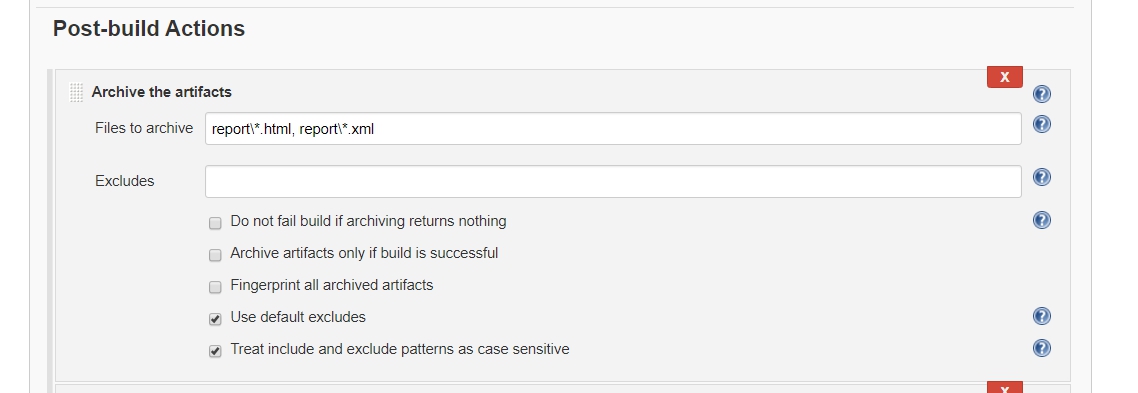 Post-build Actions
X
Archive the artifacts
?
Files to archive report\*.html, report\*.xml ?
Excludes ?
Do not fail build if archiving returns nothing ?
Archive artifacts only if build is successful
Fingerprint all archived artifacts
Use default excludes ?
Treat include and exclude patterns as case sensitive ?
X